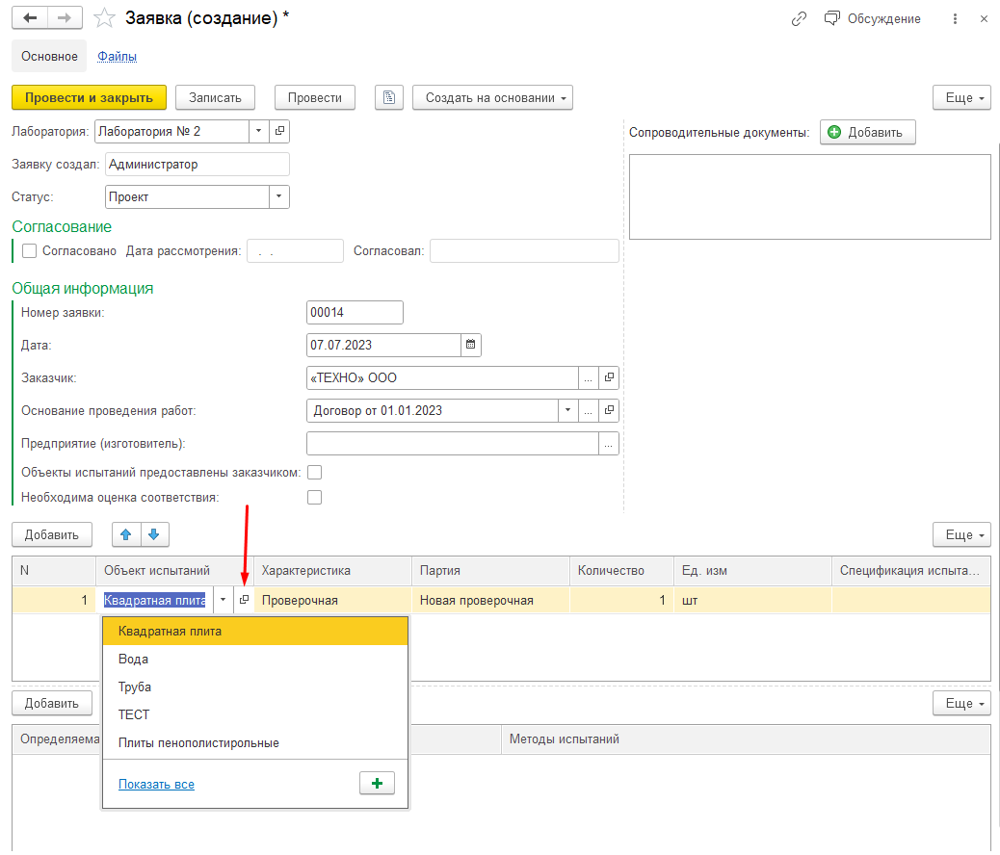 Заявка (создание) *
Обсуждение
Основное Файлы
Провести и закрыть Записать Провести Создать на основании Еще
Лаборатория: Лаборатория № 2
Сопроводительные документы: Добавить
Заявку создал: Администратор
Статус: Проект
Согласование
Согласовано Дата рассмотрения: . . Согласовал:
Общая информация
Номер заявки: 00014
Дата: 07.07.2023
Заказчик: «ТЕХНО» ООО ...
Основание проведения работ: Договор от 01.01.2023 ...
Предприятие (изготовитель): ...
Объекты испытаний предоставлены заказчиком:
Необходима оценка соответствия:
Добавить Еще
N Объект испытаний Характеристика Партия Количество Ед. изм Спецификация испыта...
1 Квадратная плита Проверочная Новая проверочная 1 шт
Квадратная плита
Вода
Труба
ТЕСТ
Плиты пенополистирольные
Показать все
Добавить Еще
Определяема Методы испытаний